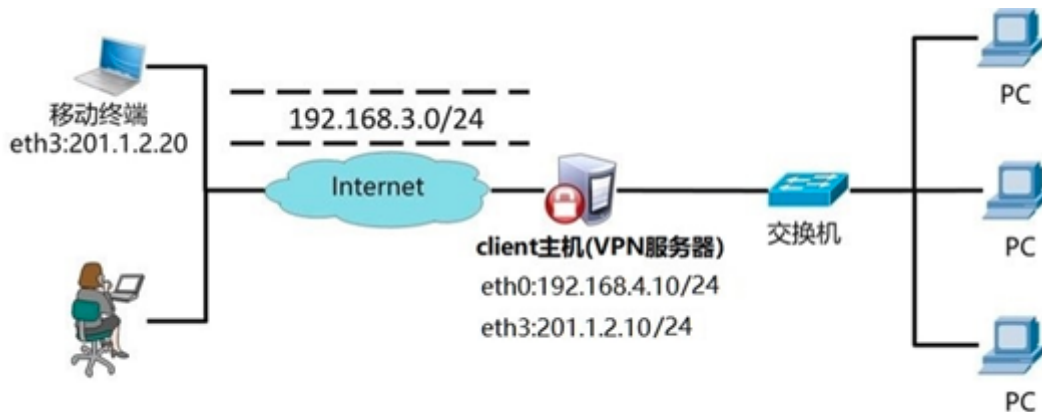 移动终端
eth3:201.1.2.20
192.168.3.0/24
Internet
client主机(VPN服务器)
eth0:192.168.4.10/24
eth3:201.1.2.10/24
交换机
PC
PC
PC